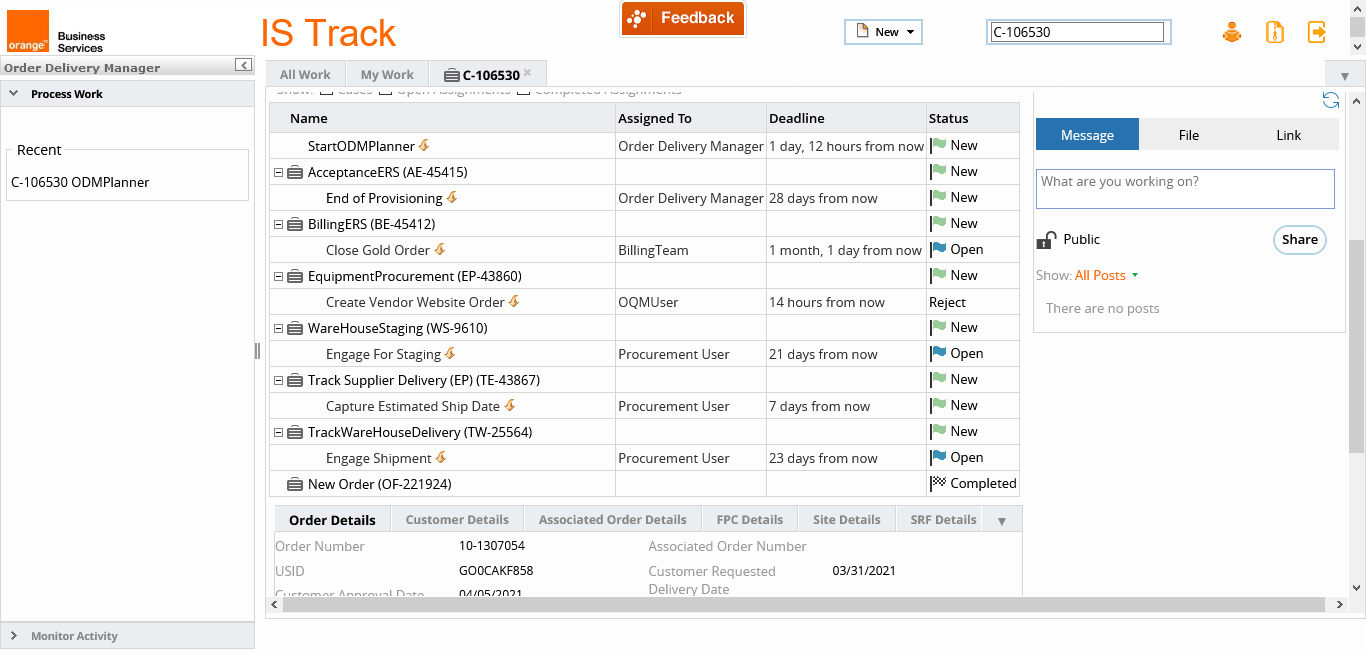 orange™
Business
Services
IS Track
Feedback
New
C-106530
Order Delivery Manager
Process Work
Recent
C-106530 ODMPlanner
Monitor Activity
All Work My Work C-106530
Show: Cases Open Assignments Completed Assignments
Name Assigned To Deadline Status
StartODMPlanner Order Delivery Manager 1 day, 12 hours from now New
AcceptanceERS (AE-45415) New
End of Provisioning Order Delivery Manager 28 days from now New
BillingERS (BE-45412) New
Close Gold Order BillingTeam 1 month, 1 day from now Open
EquipmentProcurement (EP-43860) New
Create Vendor Website Order OQMUser 14 hours from now Reject
WareHouseStaging (WS-9610) New
Engage For Staging Procurement User 21 days from now Open
Track Supplier Delivery (EP) (TE-43867) New
Capture Estimated Ship Date Procurement User 7 days from now New
TrackWareHouseDelivery (TW-25564) New
Engage Shipment Procurement User 23 days from now Open
New Order (OF-221924) Completed
Order Details Customer Details Associated Order Details FPC Details Site Details SRF Details
Order Number 10-1307054 Associated Order Number
USID GO0CAKF858 Customer Requested 03/31/2021
Delivery Date
Customer Approval Date 04/05/2021
Message File Link
What are you working on?
Public Share
Show: All Posts
There are no posts